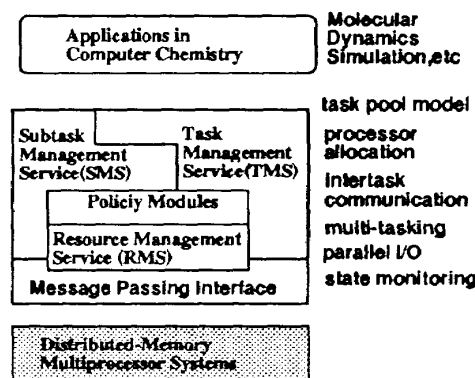 Applications in
Computer Chemistry
Molecular
Dynamics
Simulation,etc
task pool model
Subtask
Management
Service(SMS)
Task
Management
Service(TMS)
processor
allocation
intertask
communication
Policiy Modules
multi-tasking
Resource Management
Service (RMS)
parallel I/O
Message Passing Interface
state monitoring
Distributed-Memory
Multiprocessor Systems